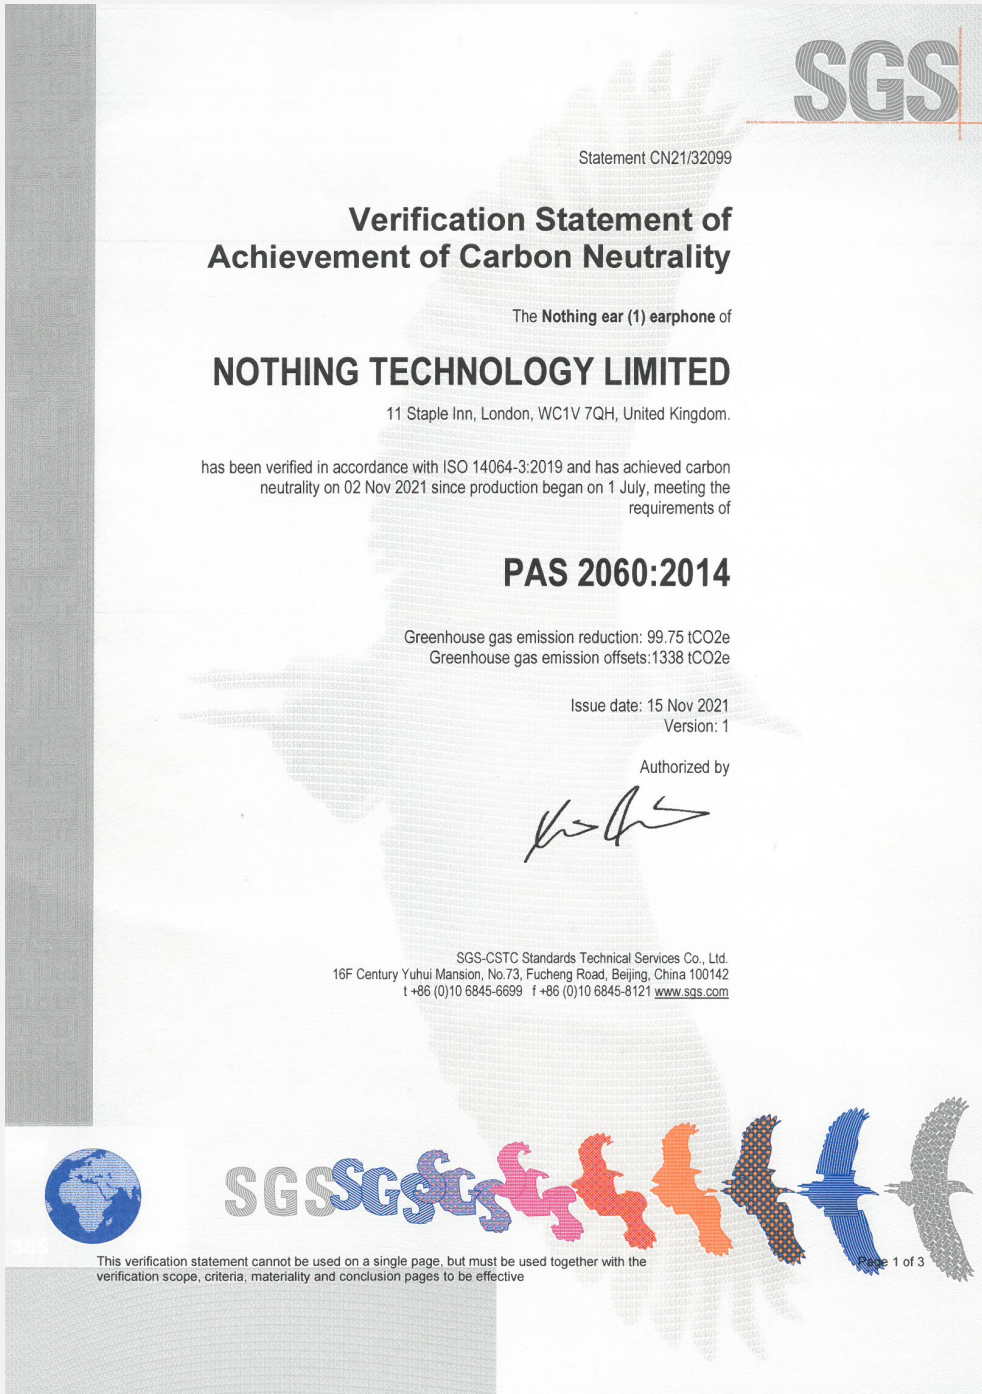 SGS
Statement CN21/32099
Verification Statement of
Achievement of Carbon Neutrality
The Nothing ear (1) earphone of
NOTHING TECHNOLOGY LIMITED
11 Staple Inn, London, WC1V 7QH, United Kingdom.
has been verified in accordance with ISO 14064-3:2019 and has achieved carbon
neutrality on 02 Nov 2021 since production began on 1 July, meeting the
requirements of
PAS 2060:2014
Greenhouse gas emission reduction: 99.75 tCO2e
Greenhouse gas emission offsets:1338 tCO2e
Issue date: 15 Nov 2021
Version: 1
Authorized by
SGS-CSTC Standards Technical Services Co., Ltd.
16F Century Yuhui Mansion, No.73, Fucheng Road, Beijing, China 100142
t +86 (0)10 6845-6699 f +86 (0)10 6845-8121 www.sgs.com
SGS SGS SGS
SGS
This verification statement cannot be used on a single page, but must be used together with the
verification scope, criteria, materiality and conclusion pages to be effective
Page 1 of 3